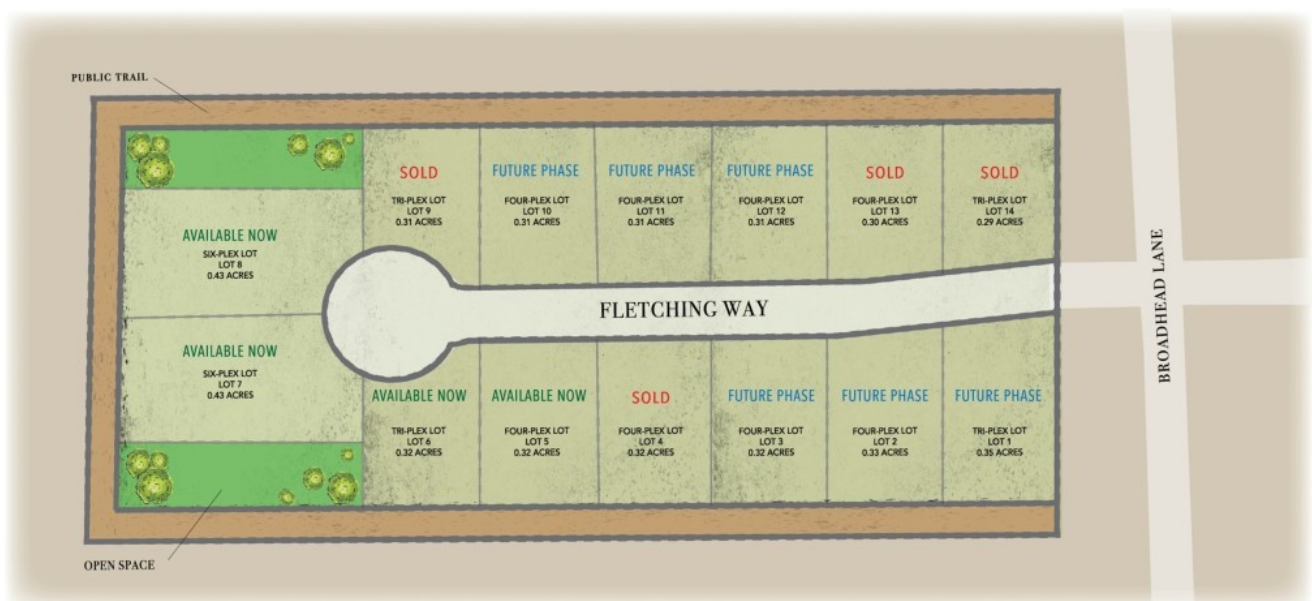 PUBLIC TRAIL
SOLD
TRI-PLEX LOT
LOT 9
0.31 ACRES
FUTURE PHASE
FOUR-PLEX LOT
LOT 10
0.31 ACRES
FUTURE PHASE
FOUR-PLEX LOT
LOT 11
0.31 ACRES
FUTURE PHASE
FOUR-PLEX LOT
LOT 12
0.31 ACRES
SOLD
FOUR-PLEX LOT
LOT 13
0.30 ACRES
SOLD
TRI-PLEX LOT
LOT 14
0.29 ACRES
AVAILABLE NOW
SIX-PLEX LOT
LOT 8
0.43 ACRES
FLETCHING WAY
BROADHEAD LANE
AVAILABLE NOW
SIX-PLEX LOT
LOT 7
0.43 ACRES
AVAILABLE NOW
TRI-PLEX LOT
LOT 6
0.32 ACRES
AVAILABLE NOW
FOUR-PLEX LOT
LOT 5
0.32 ACRES
SOLD
FOUR-PLEX LOT
LOT 4
0.32 ACRES
FUTURE PHASE
FOUR-PLEX LOT
LOT 3
0.32 ACRES
FUTURE PHASE
FOUR-PLEX LOT
LOT 2
0.33 ACRES
FUTURE PHASE
TRI-PLEX LOT
LOT 1
0.35 ACRES
OPEN SPACE